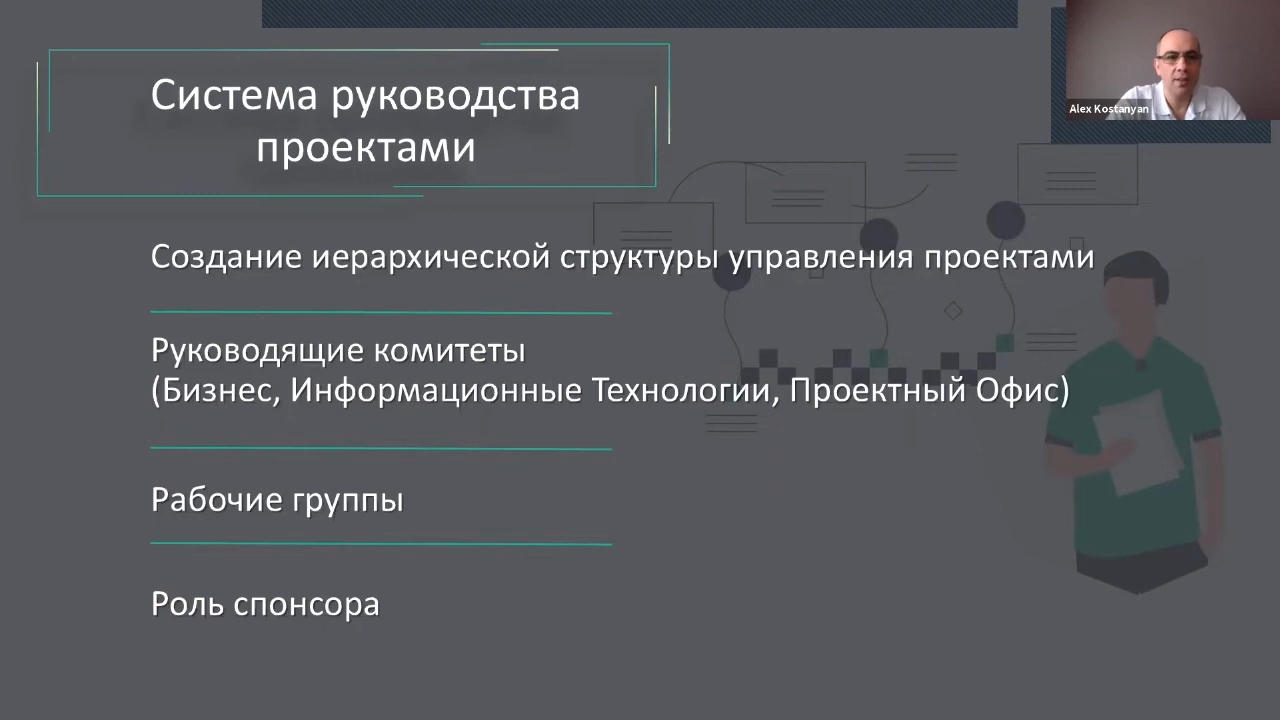 Система руководства
проектами
Alex Kostanyan
Создание иерархической структуры управления проектами
Руководящие комитеты
(Бизнес, Информационные Технологии, Проектный Офис)
Рабочие группы
Роль спонсора